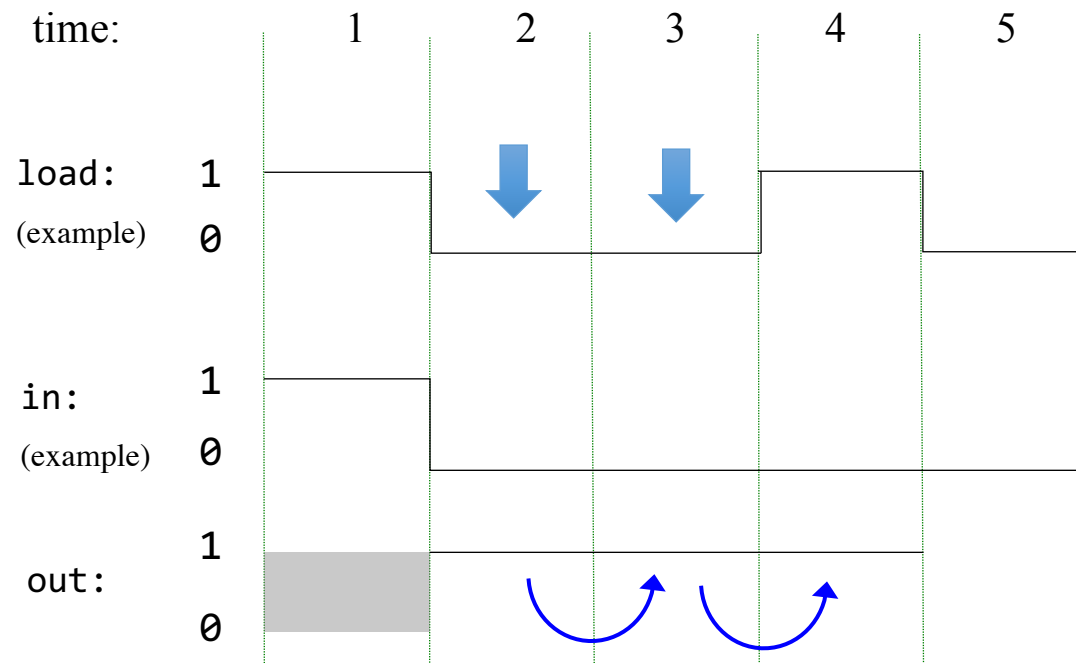 time: 1 2 3 4 5
load: 1
(example) 0
in: 1
(example) 0
out: 1
0